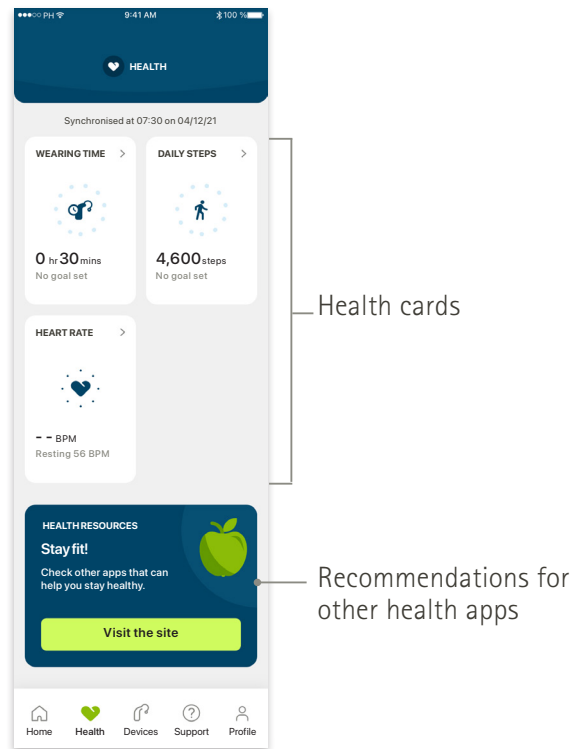 PH 9:41 AM 100 %
HEALTH
Synchronised at 07:30 on 04/12/21
WEARING TIME
0 hr 30 mins
No goal set
DAILY STEPS
4,600 steps
No goal set
HEART RATE
-- BPM
Resting 56 BPM
Health cards
HEALTH RESOURCES
Stay fit!
Check other apps that can
help you stay healthy.
Visit the site
Recommendations for
other health apps
Home Health Devices Support Profile